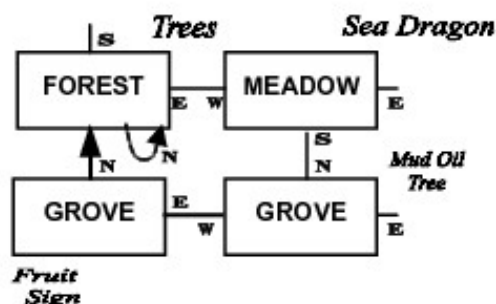 S
Trees
Sea Dragon
FOREST
MEADOW
E
W
E
N
S
N
N
Mud Oil
Tree
GROVE
E
GROVE
W
E
Fruit
Sign